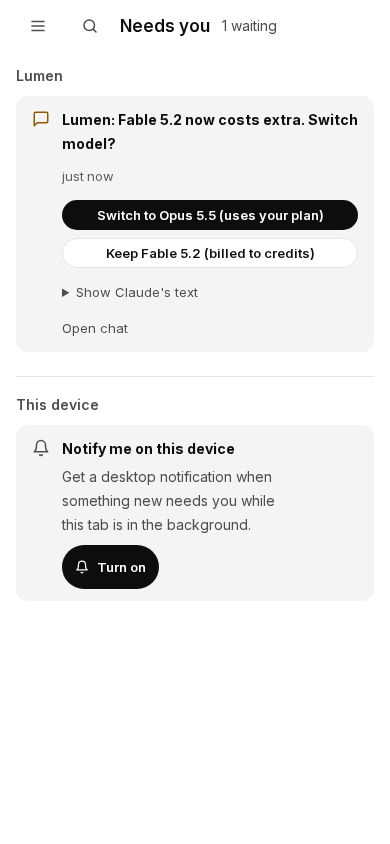 Needs you 1 waiting
Lumen
Lumen: Fable 5.2 now costs extra. Switch
model?
just now
Switch to Opus 5.5 (uses your plan)
Keep Fable 5.2 (billed to credits)
Show Claude's text
Open chat
This device
Notify me on this device
Get a desktop notification when
something new needs you while
this tab is in the background.
Turn on